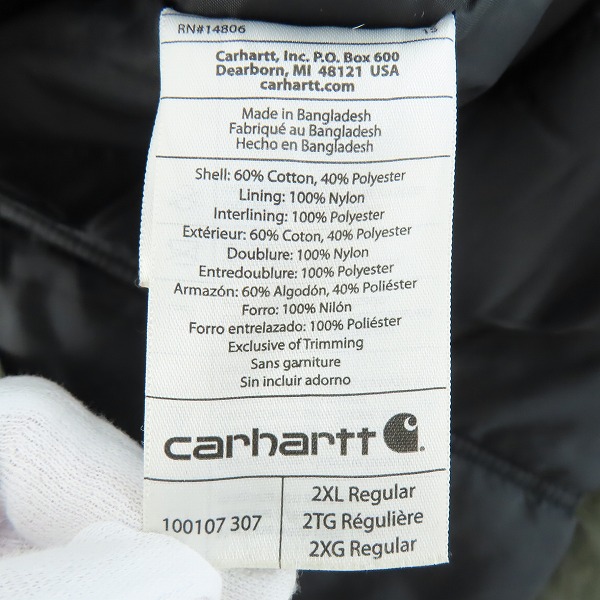 RN#14806
Carhartt, Inc. P.O. Box 600
Dearborn, MI 48121 USA
carhartt.com
Made in Bangladesh
Fabriqué au Bangladesh
Hecho en Bangladesh
Shell: 60% Cotton, 40% Polyester
Lining: 100% Nylon
Interlining: 100% Polyester
Extérieur: 60% Coton, 40% Polyester
Doublure: 100% Nylon
Entredoublure: 100% Polyester
Armazón: 60% Algodón, 40% Poliéster
Forro: 100% Nilón
Forro entrelazado: 100% Poliéster
Exclusive of Trimming
Sans garniture
Sin incluir adorno
carhartt
100107 307
2XL Regular
2TG Régulière
2XG Regular